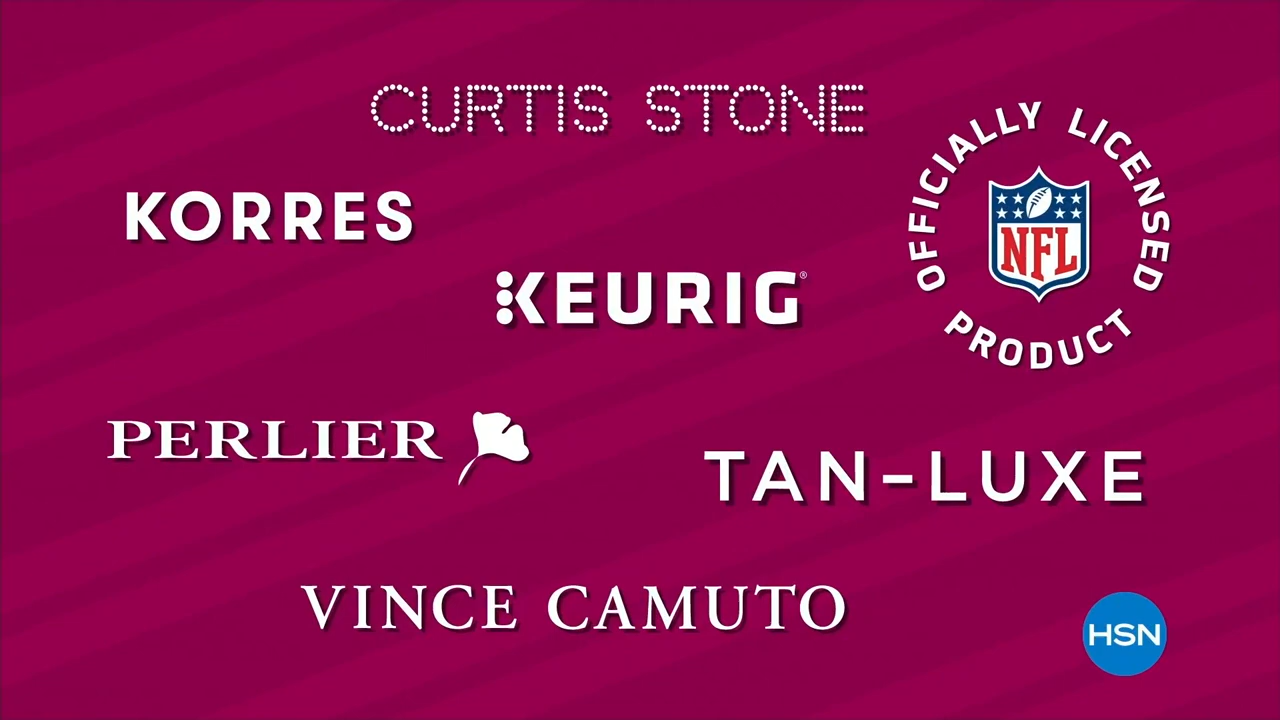 CURTIS STONE
KORRES
KEURIG®
OFFICIALLY LICENSED
NFL
PRODUCT
PERLIER
TAN-LUXE
VINCE CAMUTO
HSN